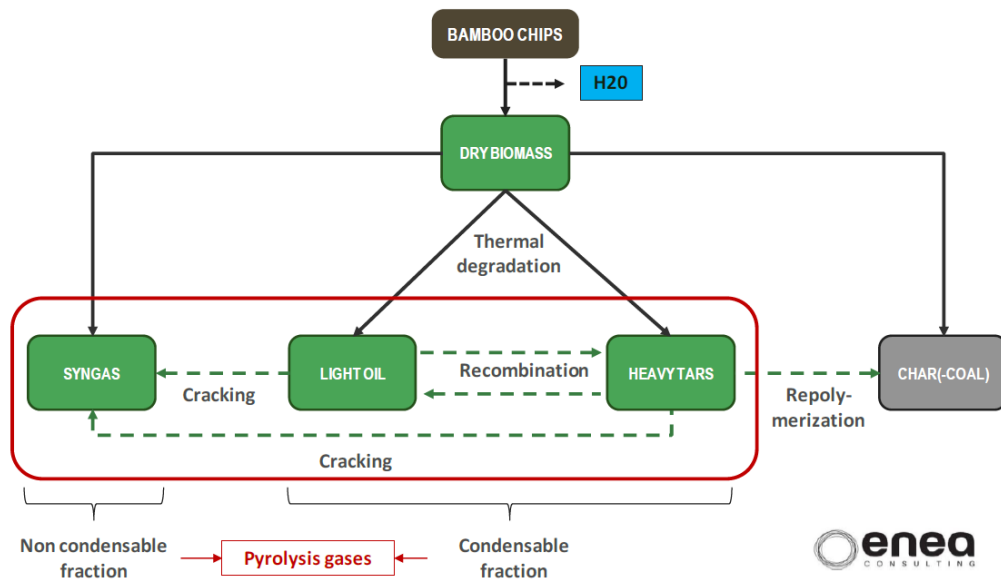 BAMBOO CHIPS
H20
DRY BIOMASS
Thermal
degradation
SYNGAS
Cracking
LIGHT OIL
Recombination
HEAVY TARS
Repoly-
merization
CHAR(-COAL)
Cracking
Non condensable
fraction
Pyrolysis gases
Condensable
fraction
enea
CONSULTING